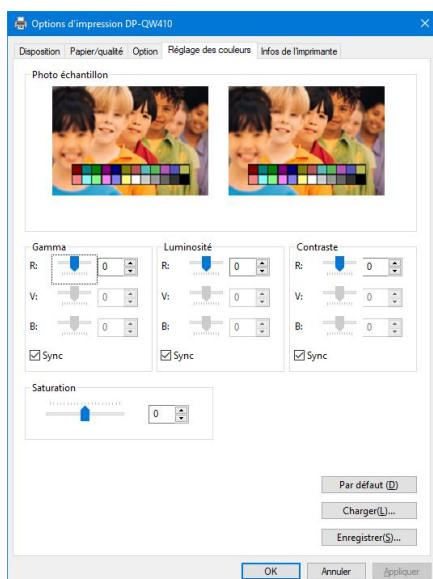 Options d'impression DP-QW410
Disposition Papier/qualité Option Réglage des couleurs Infos de l'imprimante
Photo échantillon
Gamma Luminosité Contraste
R: 0 R: 0 R: 0
V: 0 V: 0 V: 0
B: 0 B: 0 B: 0
Sync Sync Sync
Saturation
0
Par défaut (D)
Charger(L)...
Enregistrer(S)...
OK Annuler Appliquer